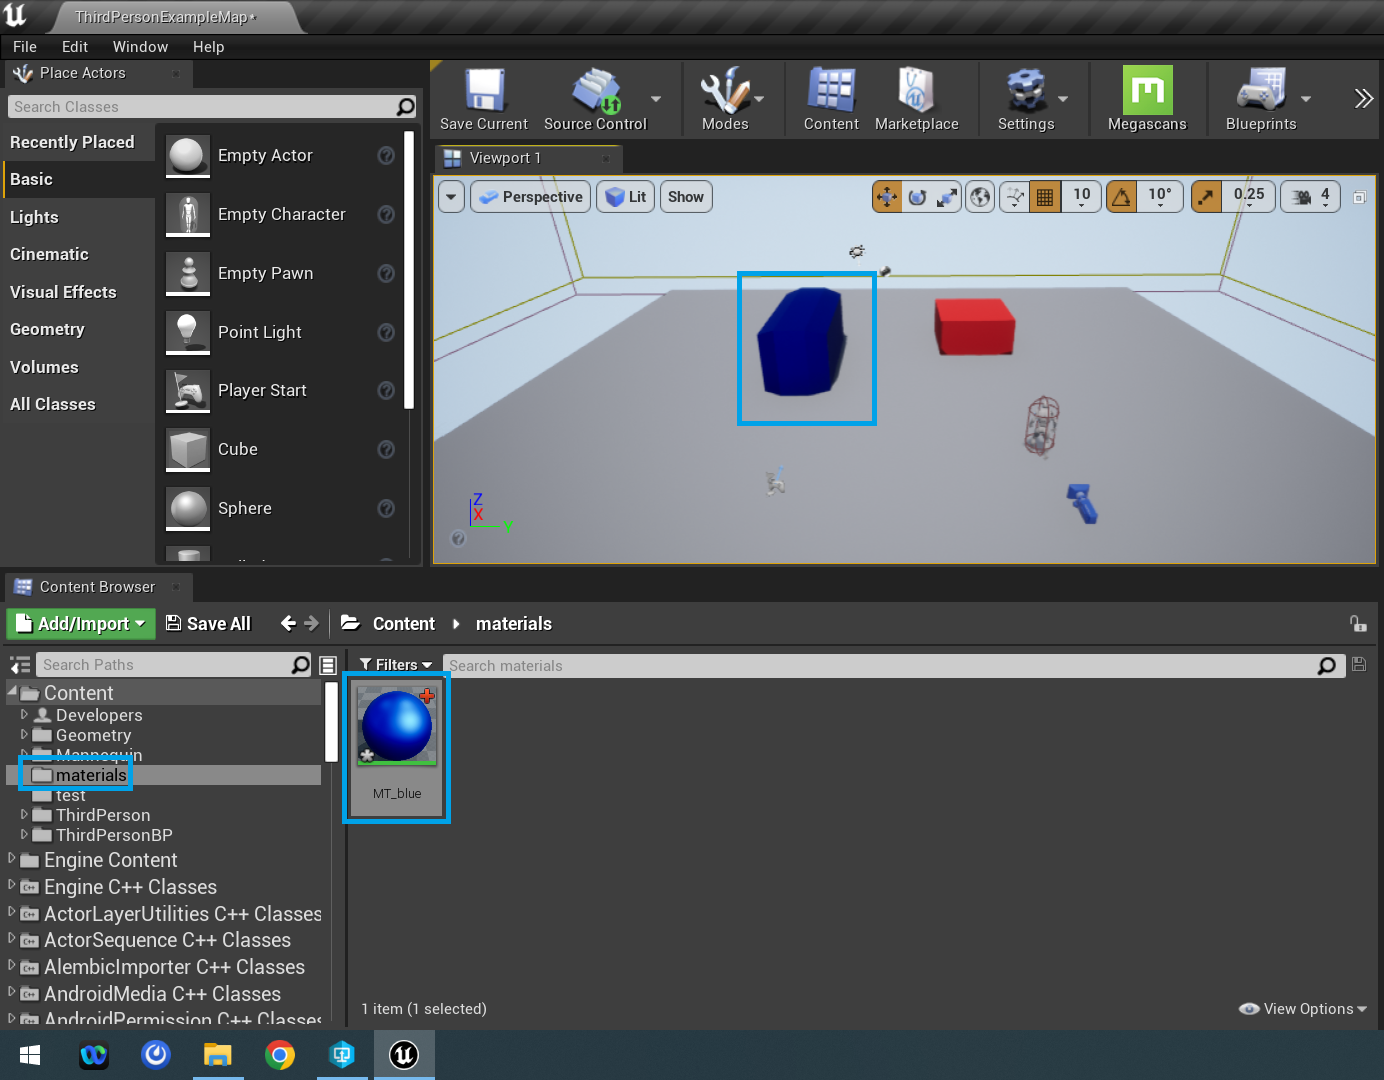 ThirdPersonExampleMap*
File Edit Window Help
Place Actors
Search Classes
Recently Placed
Basic
Lights
Cinematic
Visual Effects
Geometry
Volumes
All Classes
Empty Actor
Empty Character
Empty Pawn
Point Light
Player Start
Cube
Sphere
Save Current
Source Control
Modes
Content
Marketplace
Settings
Megascans
Blueprints
Viewport 1
Perspective
Lit
Show
10
10°
0.25
4
Z
X
Y
Content Browser
Add/Import
Save All
Content
materials
Search Paths
Filters
Search materials
Content
Developers
Geometry
Mannequin
materials
test
ThirdPerson
ThirdPersonBP
Engine Content
Engine C++ Classes
ActorLayerUtilities C++ Classes
ActorSequence C++ Classes
AlembicImporter C++ Classes
AndroidMedia C++ Classes
AndroidPermission C++ Classes
MT_blue
1 item (1 selected)
View Options